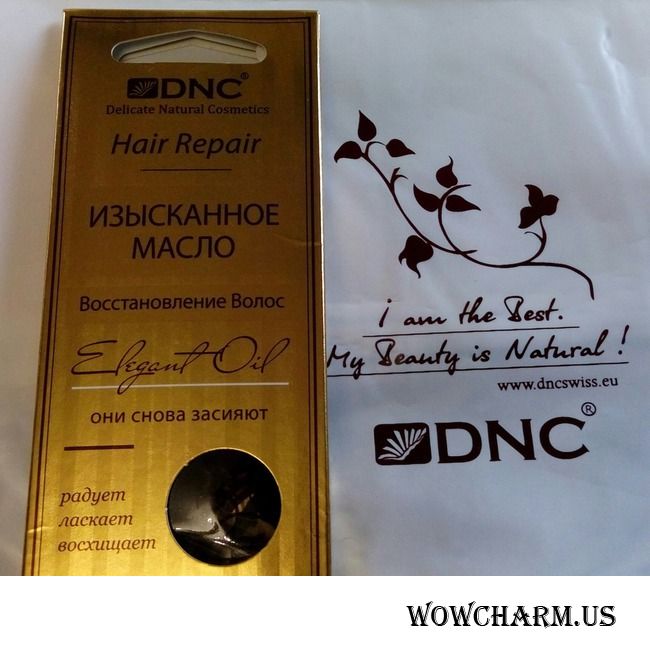 DNC®
Delicate Natural Cosmetics
Hair Repair
ИЗЫСКАННОЕ
МАСЛО
Восстановление Волос
Elegant Oil
они снова засияют
радует
ласкает
восхищает
i am the Best.
My Beauty is Natural !
www.dncswiss.eu
DNC®
WOWCHARM.US